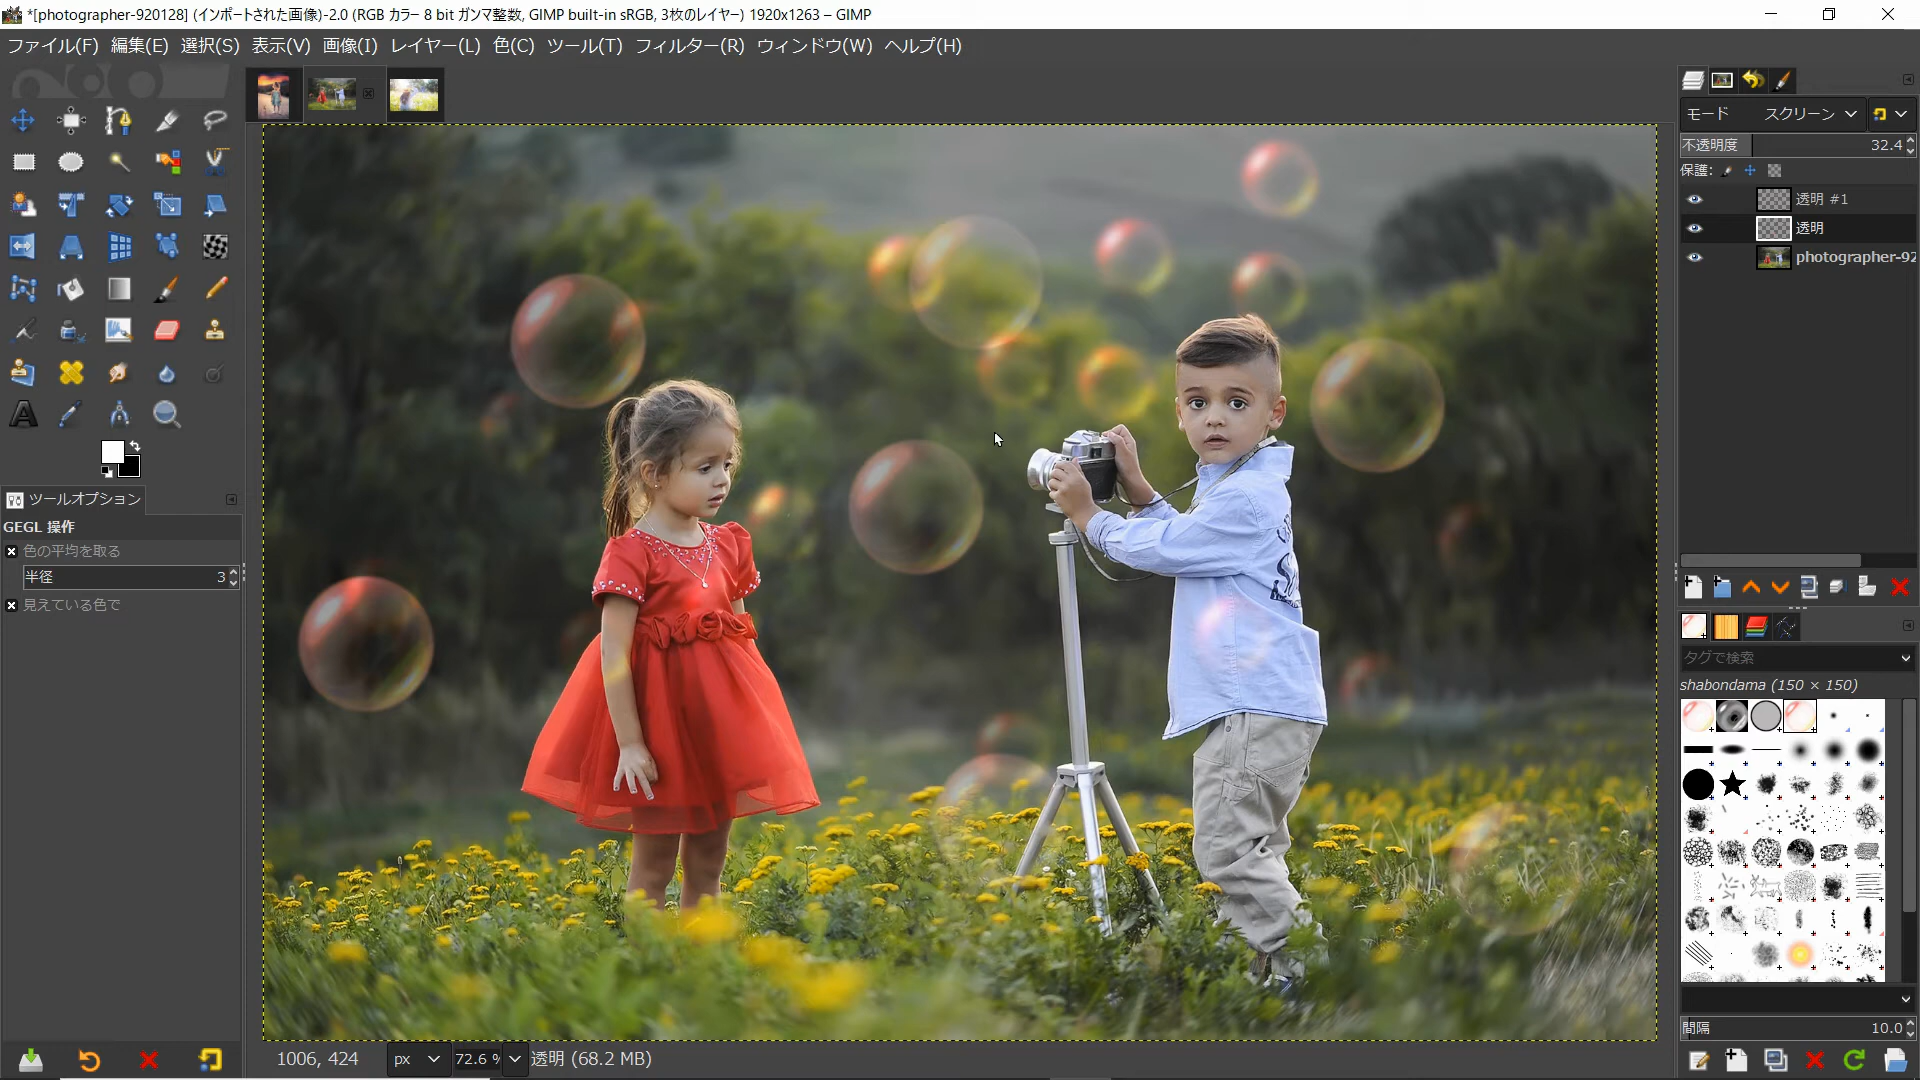 *[photographer-920128] (インポートされた画像)-2.0 (RGB カラー 8 bit ガンマ整数, GIMP built-in sRGB, 3枚のレイヤー) 1920x1263 – GIMP
ファイル(F) 編集(E) 選択(S) 表示(V) 画像(I) レイヤー(L) 色(C) ツール(T) フィルター(R) ウィンドウ(W) ヘルプ(H)
ツールオプション
GEGL 操作
色の平均を取る
半径 3
見えている色で
モード スクリーン
不透明度 32.4
保護:
透明 #1
透明
photographer-92
タグで検索
shabondama (150 × 150)
間隔 10.0
1006, 424 px 72.6 % 透明 (68.2 MB)